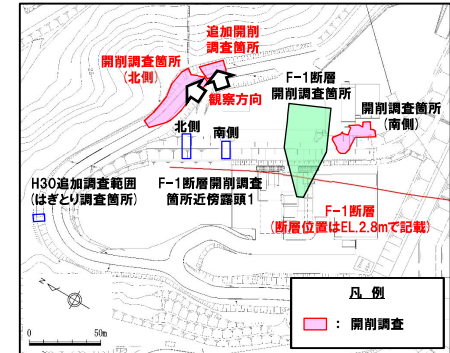 追加開削
調査箇所
開削調査箇所
(北側)
観察方向
F-1断層
開削調査箇所
開削調査箇所
(南側)
北側
南側
H30追加調査範囲
(はぎとり調査箇所)
F-1断層開削調査
箇所近傍露頭1
F-1断層
(断層位置はEL.2.8mで記載)
N
0
50m
凡 例
: 開削調査